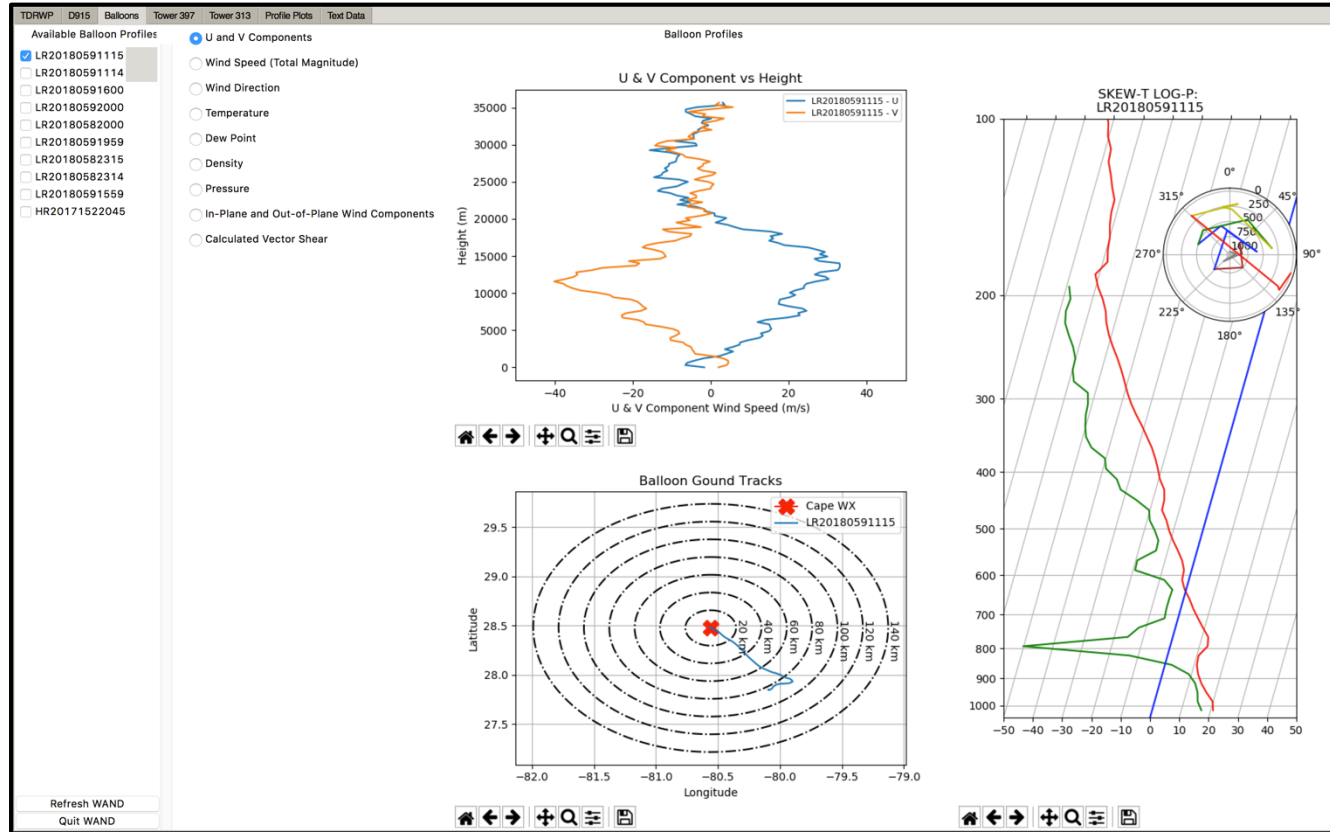 TDRWP D915 Balloons Tower 397 Tower 313 Profile Plots Text Data
Available Balloon Profiles
LR20180591115
LR20180591114
LR20180591600
LR20180592000
LR20180582000
LR20180591959
LR20180582315
LR20180582314
LR20180591559
HR20171522045
Refresh WAND
Quit WAND
U and V Components
Wind Speed (Total Magnitude)
Wind Direction
Temperature
Dew Point
Density
Pressure
In-Plane and Out-of-Plane Wind Components
Calculated Vector Shear
Balloon Profiles
U & V Component vs Height
LR20180591115 - U
LR20180591115 - V
Height (m)
35000
30000
25000
20000
15000
10000
5000
0
−40 −20 0 20 40
U & V Component Wind Speed (m/s)
Balloon Gound Tracks
Cape WX
LR20180591115
Latitude
29.5
29.0
28.5
28.0
27.5
20 km
40 km
60 km
80 km
100 km
120 km
140 km
−82.0 −81.5 −81.0 −80.5 −80.0 −79.5 −79.0
Longitude
SKEW-T LOG-P:
LR20180591115
100
200
300
400
500
600
700
800
900
1000
−50 −40 −30 −20 −10 0 10 20 30 40 50
0°
45°
90°
135°
180°
225°
270°
315°
0
250
500
750
1000